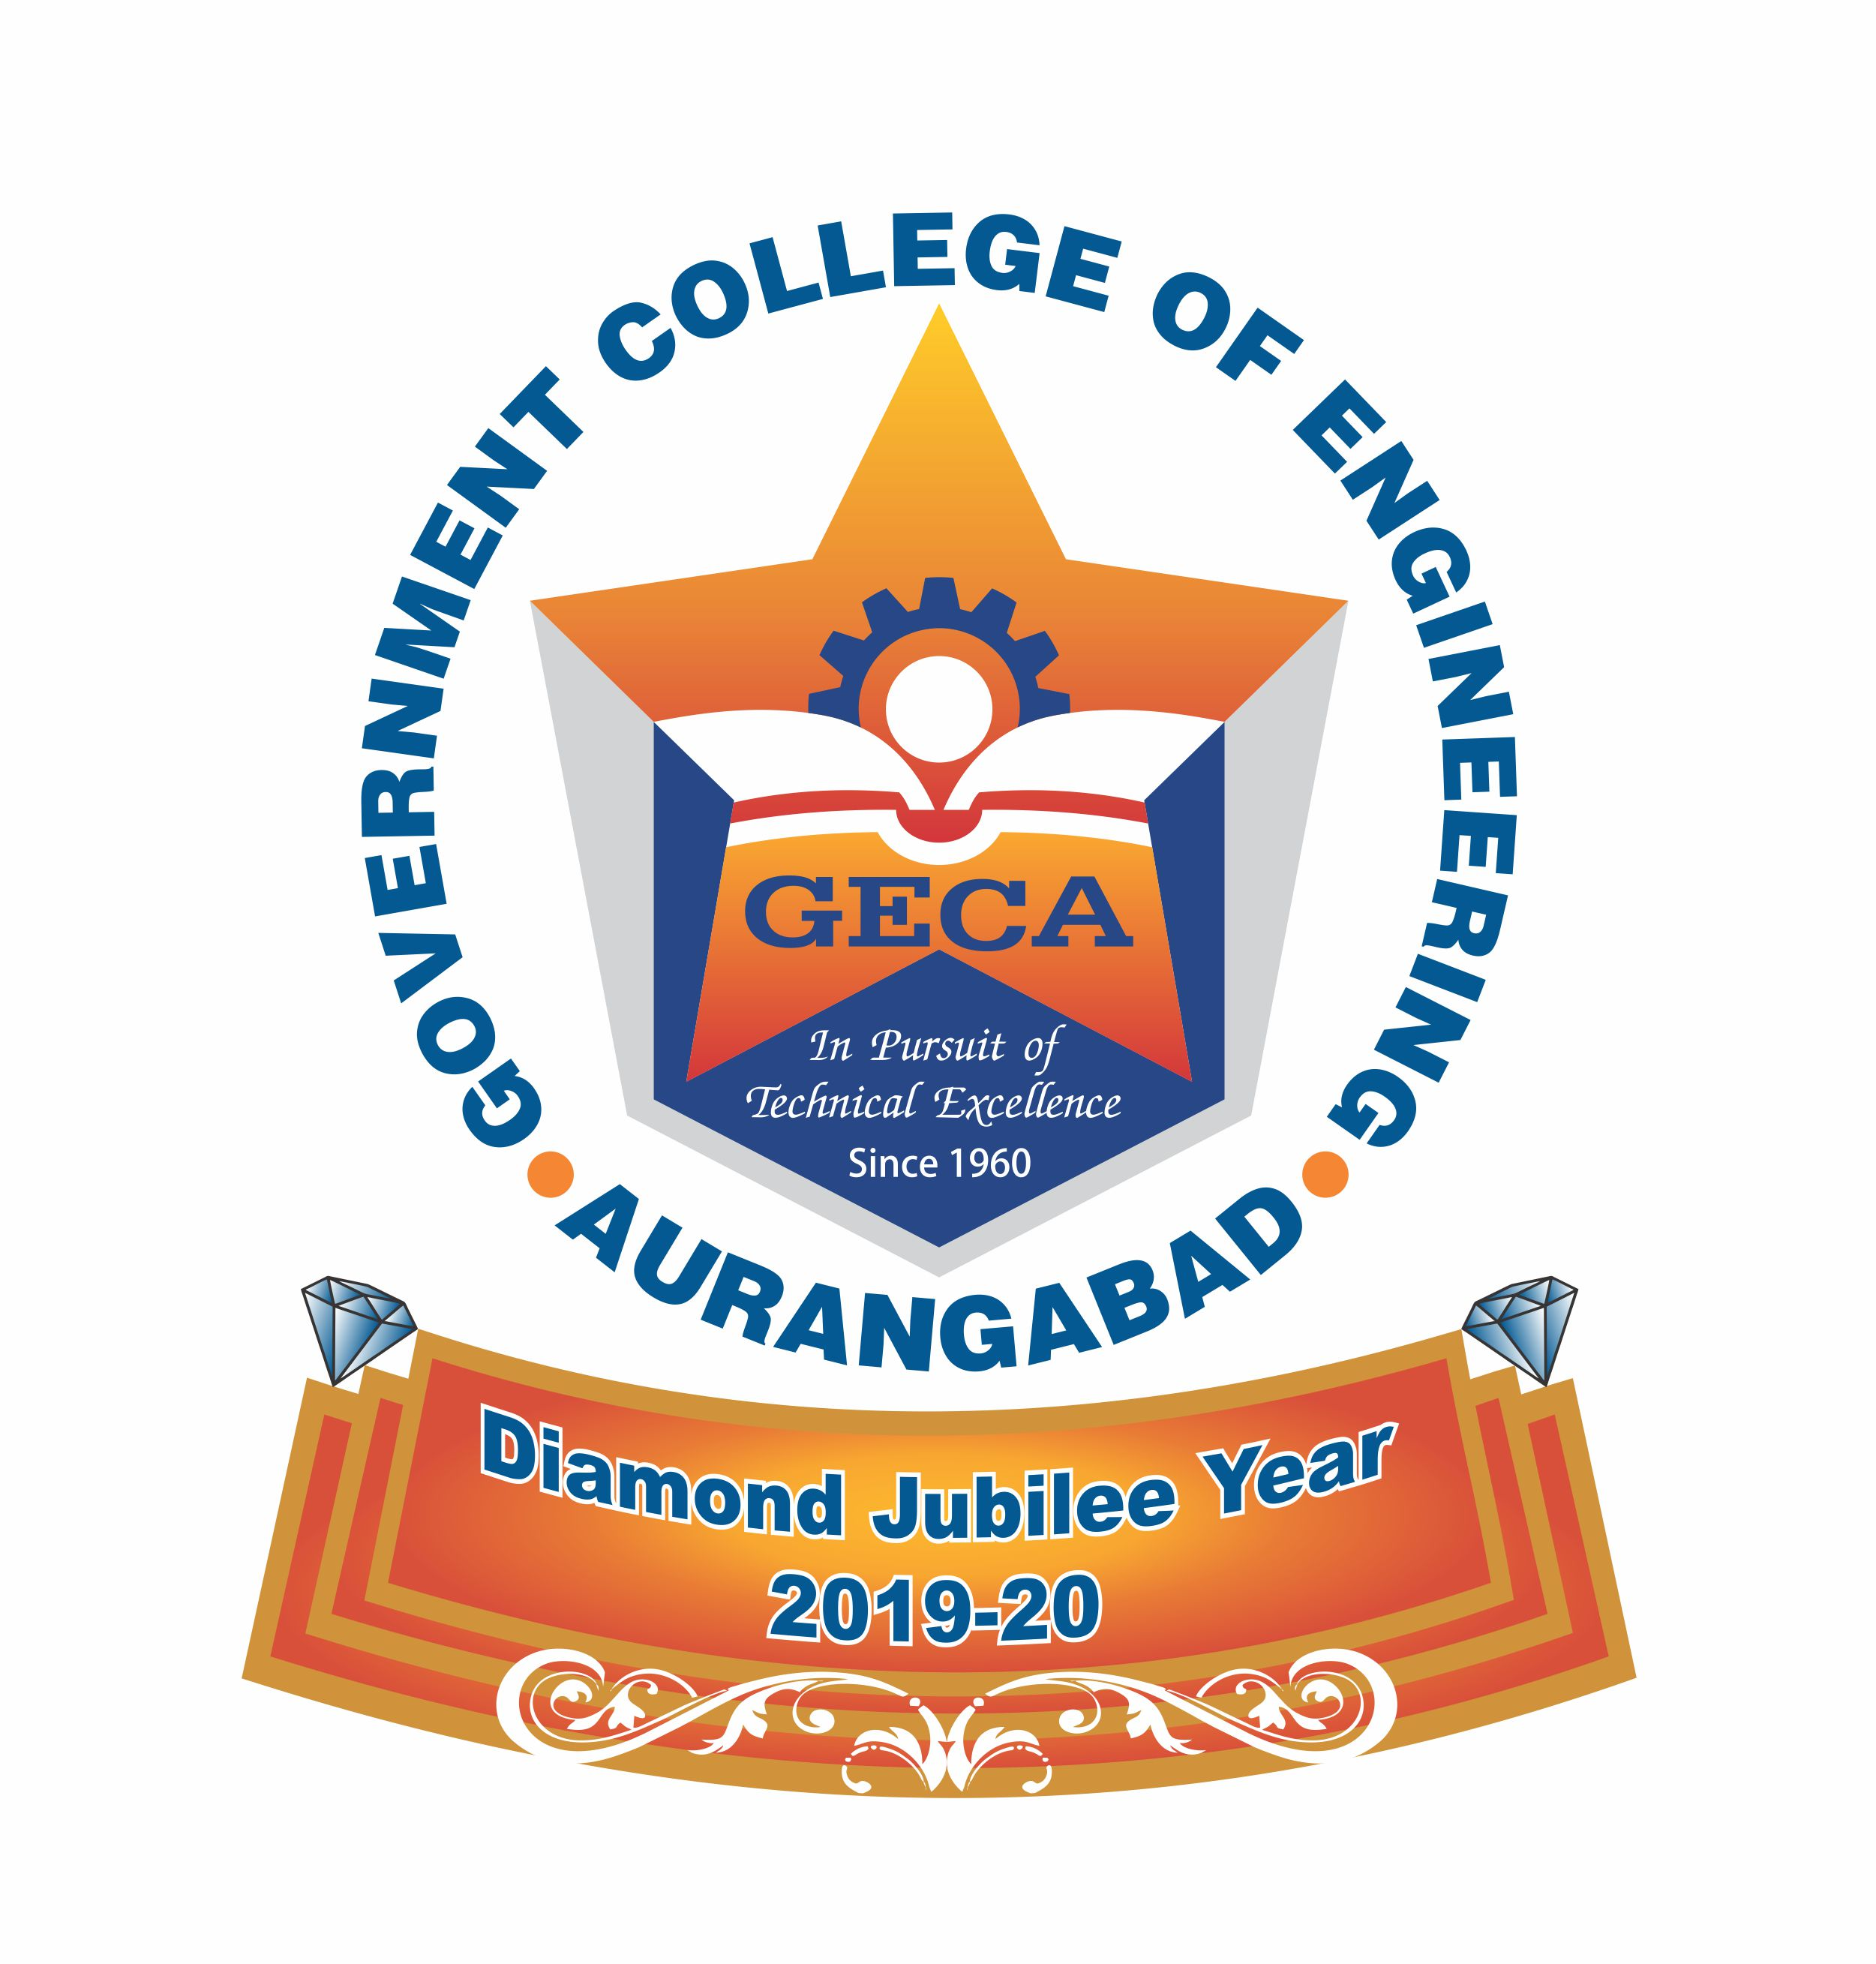 GOVERNMENT COLLEGE OF ENGINEERING
GECA
In Pursuit of
Technical Excellence
Since 1960
• AURANGABAD •
Diamond Jubilee Year
2019-20